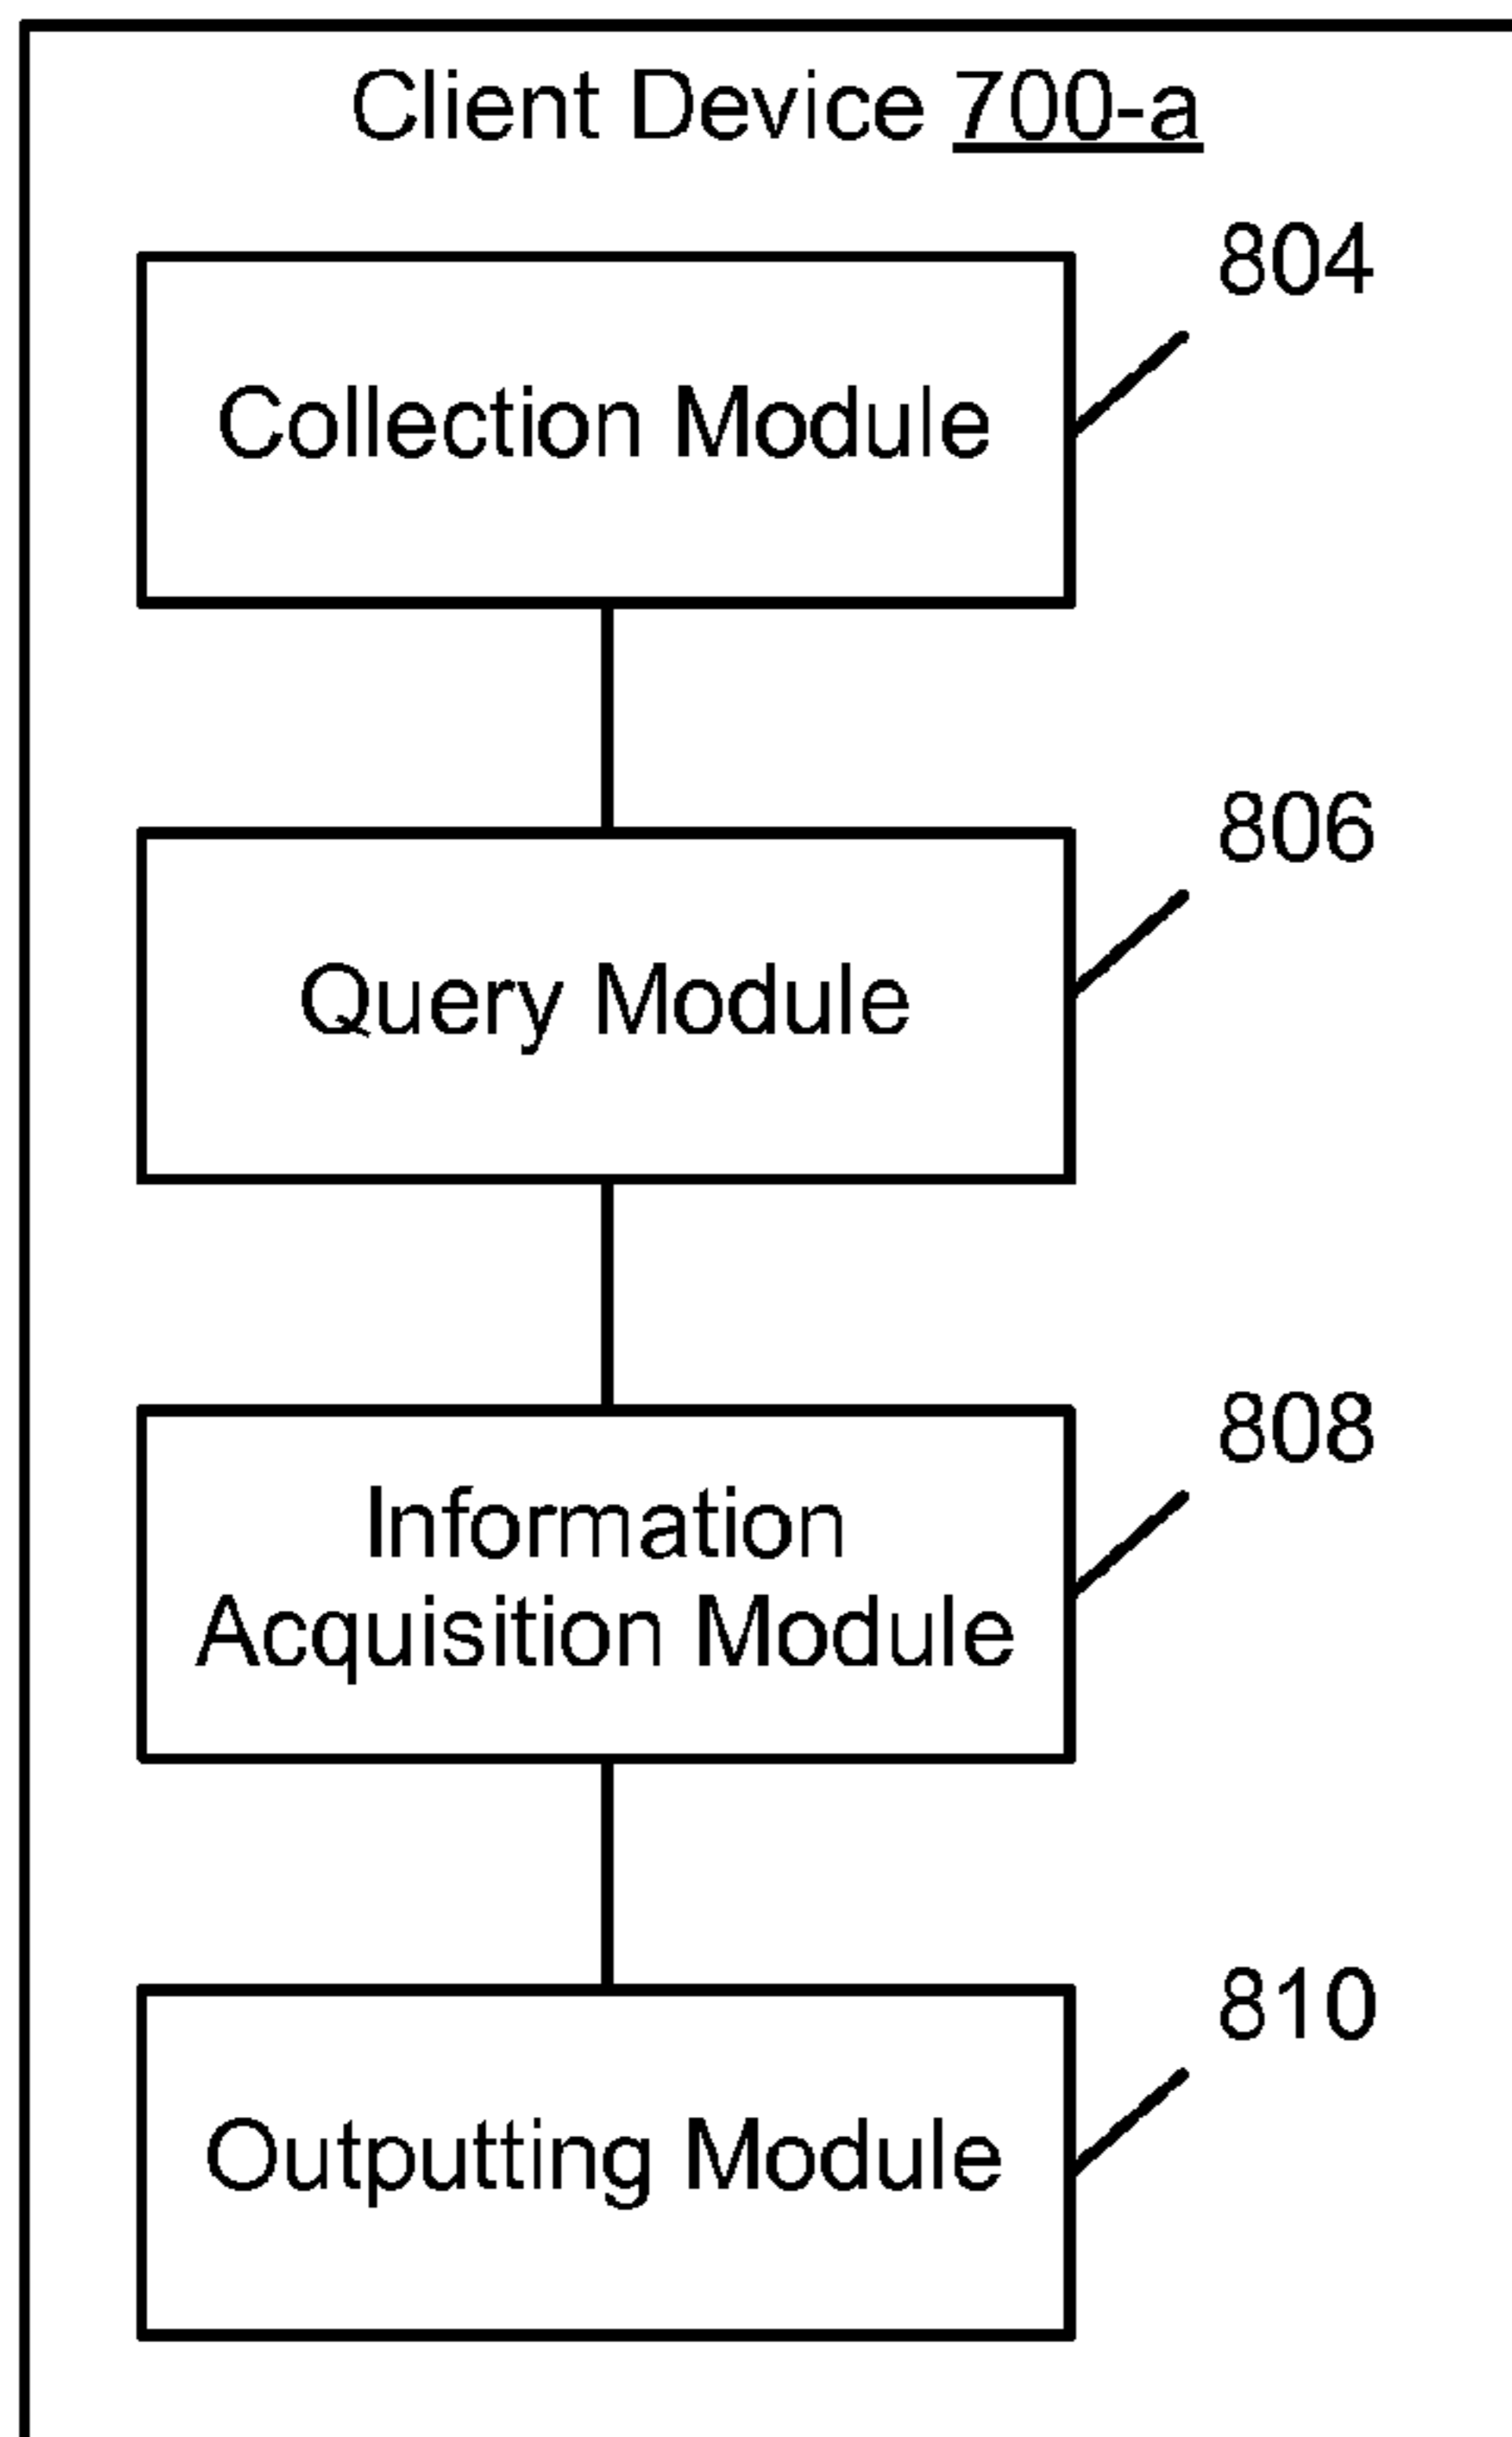 Client Device 700-a
804
Collection Module
806
Query Module
808
Information
Acquisition Module
810
Outputting Module